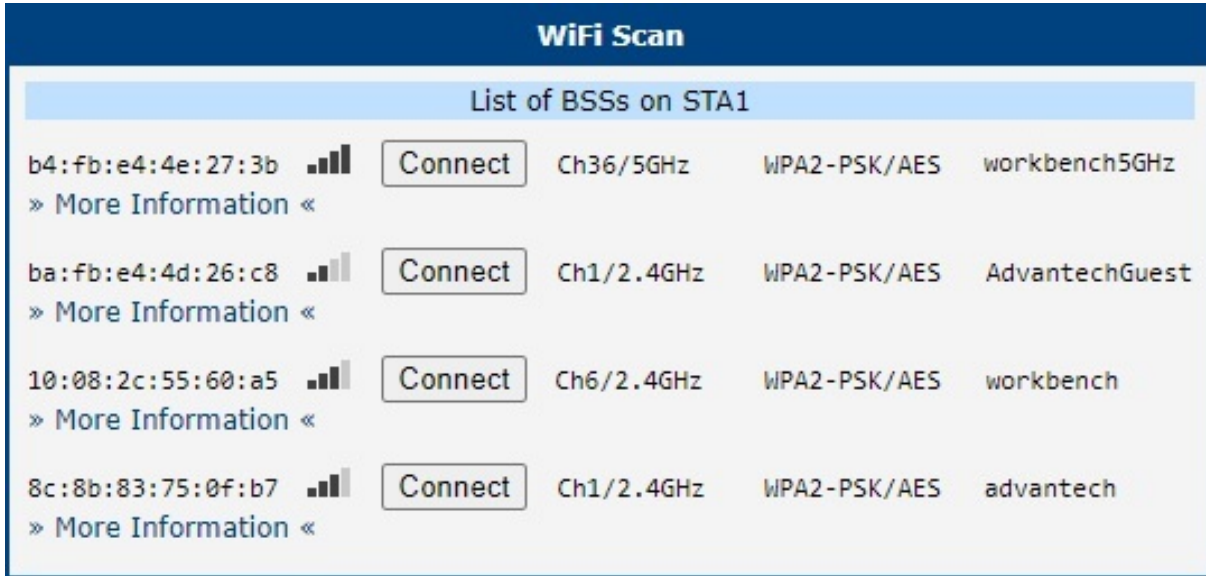 WiFi Scan
List of BSSs on STA1
b4:fb:e4:4e:27:3b Connect Ch36/5GHz WPA2-PSK/AES workbench5GHz
» More Information «
ba:fb:e4:4d:26:c8 Connect Ch1/2.4GHz WPA2-PSK/AES AdvantechGuest
» More Information «
10:08:2c:55:60:a5 Connect Ch6/2.4GHz WPA2-PSK/AES workbench
» More Information «
8c:8b:83:75:0f:b7 Connect Ch1/2.4GHz WPA2-PSK/AES advantech
» More Information «